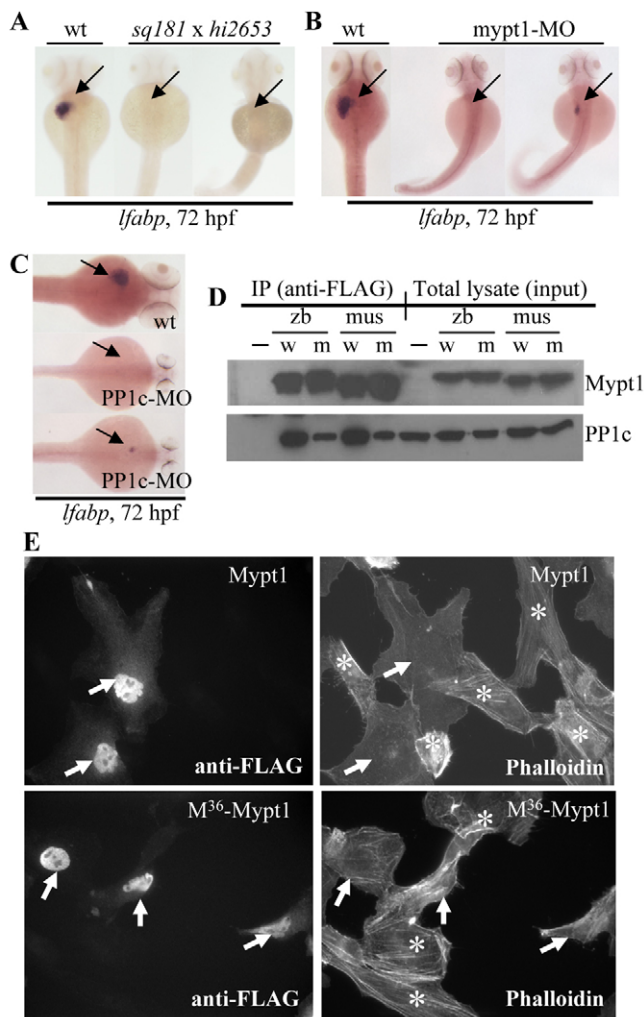 A
wt
sq181 x hi2653
lfabp, 72 hpf
B
wt
mypt1-MO
lfabp, 72 hpf
C
wt
PP1c-MO
PP1c-MO
lfabp, 72 hpf
D
IP (anti-FLAG) Total lysate (input)
zb mus zb mus
– w m w m – w m w m
Mypt1
PP1c
E
Mypt1
anti-FLAG
Mypt1
Phalloidin
M³⁶-Mypt1
anti-FLAG
M³⁶-Mypt1
Phalloidin